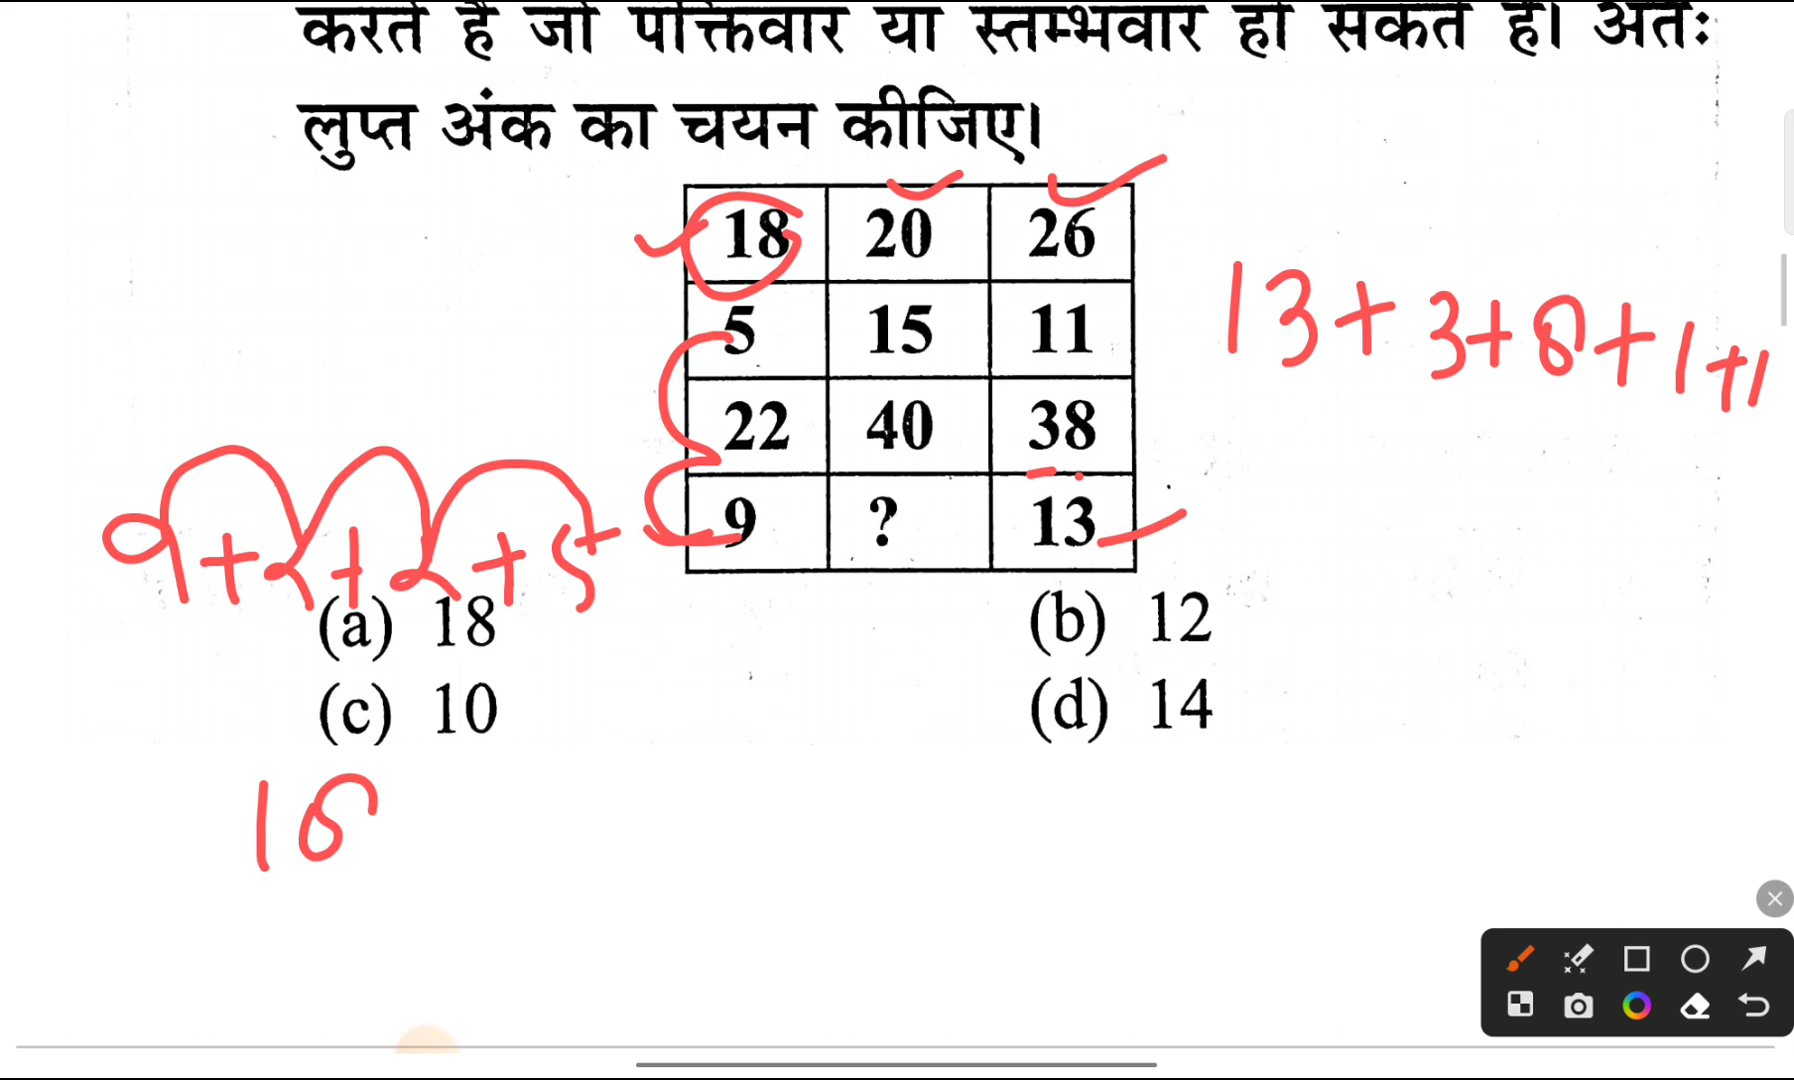 करते हैं जो पंक्तिवार या स्तम्भवार हो सकते हैं। अतः
लुप्त अंक का चयन कीजिए।
18 20 26
5 15 11
22 40 38
9 ? 13
13+3+8+1+1
9+2+2+5+
(a) 18 (b) 12
(c) 10 (d) 14
18